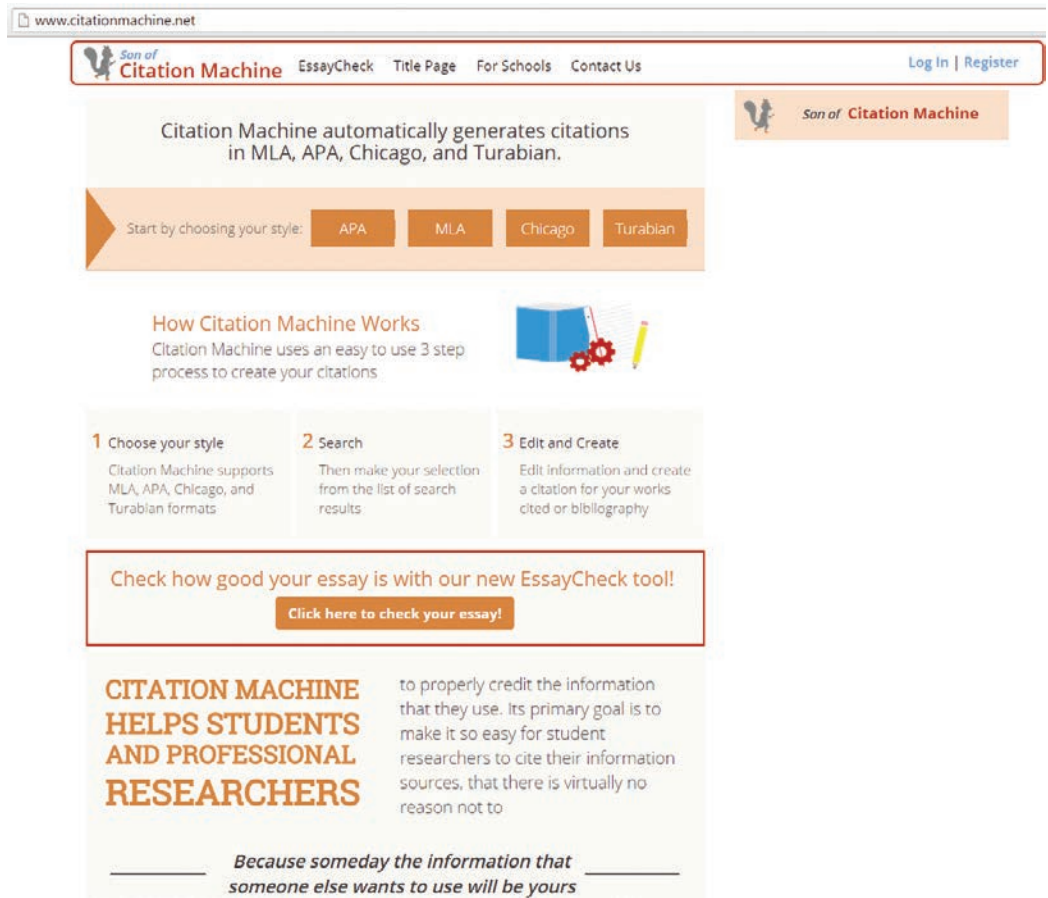 www.citationmachine.net
Son of
Citation Machine EssayCheck Title Page For Schools Contact Us Log In | Register
Son of Citation Machine
Citation Machine automatically generates citations
in MLA, APA, Chicago, and Turabian.
Start by choosing your style: APA MLA Chicago Turabian
How Citation Machine Works
Citation Machine uses an easy to use 3 step
process to create your citations
1 Choose your style
Citation Machine supports
MLA, APA, Chicago, and
Turabian formats
2 Search
Then make your selection
from the list of search
results
3 Edit and Create
Edit information and create
a citation for your works
cited or bibliography
Check how good your essay is with our new EssayCheck tool!
Click here to check your essay!
CITATION MACHINE
HELPS STUDENTS
AND PROFESSIONAL
RESEARCHERS
to properly credit the information
that they use. Its primary goal is to
make it so easy for student
researchers to cite their information
sources, that there is virtually no
reason not to
Because someday the information that
someone else wants to use will be yours